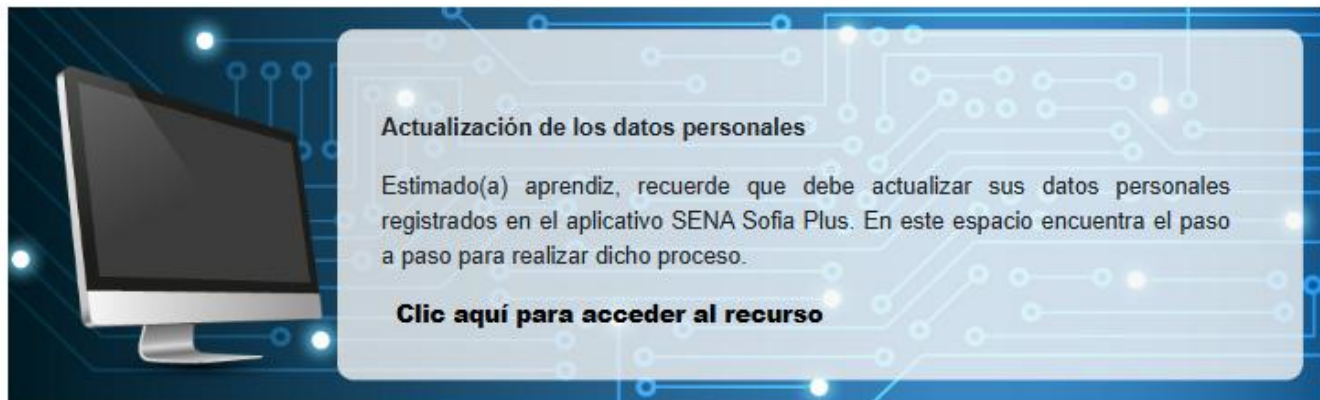 Actualización de los datos personales
Estimado(a) aprendiz, recuerde que debe actualizar sus datos personales
registrados en el aplicativo SENA Sofia Plus. En este espacio encuentra el paso
a paso para realizar dicho proceso.
Clic aquí para acceder al recurso